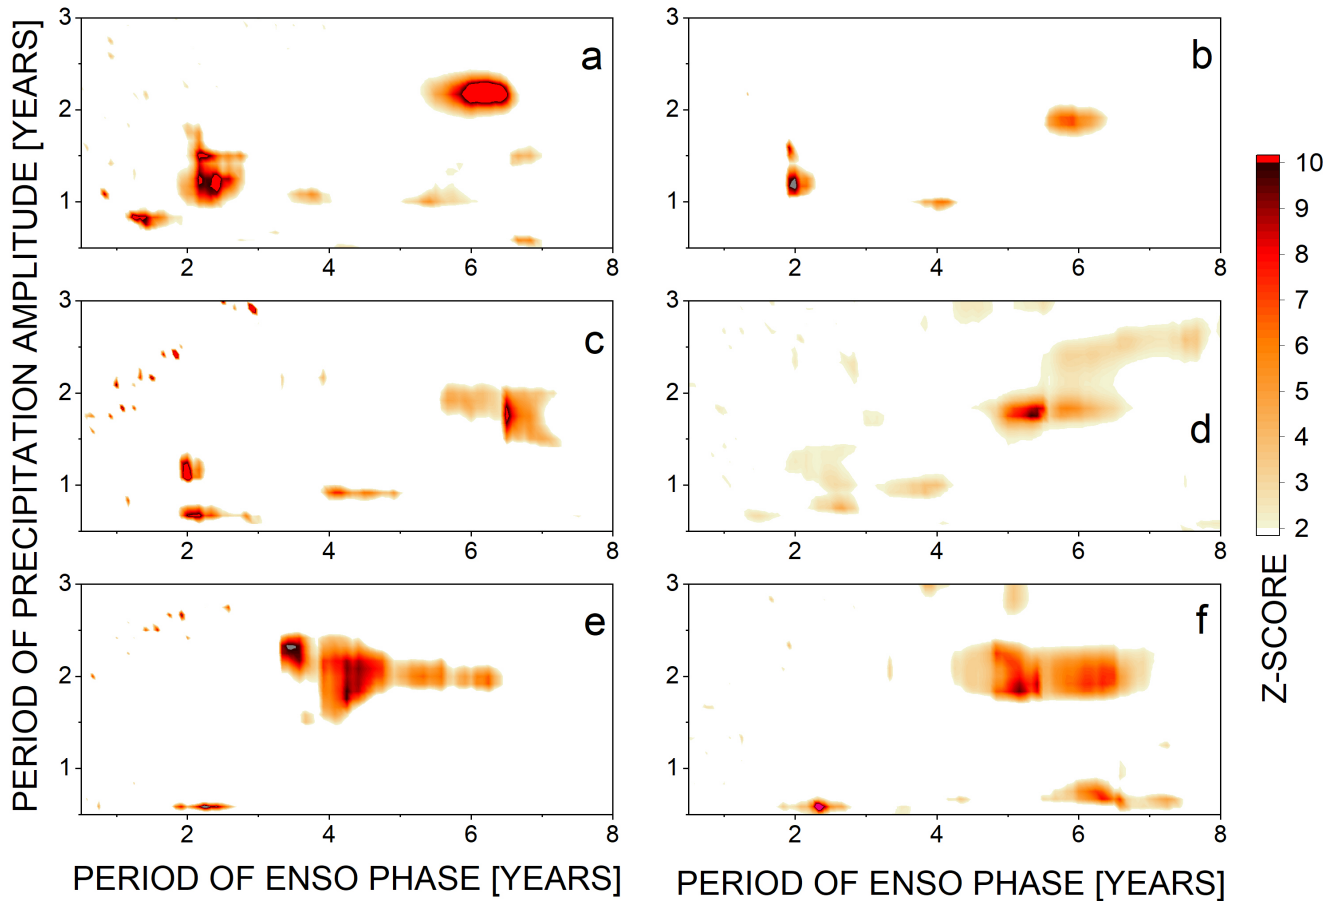 PERIOD OF PRECIPITATION AMPLITUDE [YEARS]
3
2
1
2 4 6 8
a
3
2
1
2 4 6 8
b
3
2
1
2 4 6 8
c
3
2
1
2 4 6 8
d
3
2
1
2 4 6 8
e
3
2
1
2 4 6 8
f
PERIOD OF ENSO PHASE [YEARS]
PERIOD OF ENSO PHASE [YEARS]
10
9
8
7
6
5
4
3
2
Z-SCORE